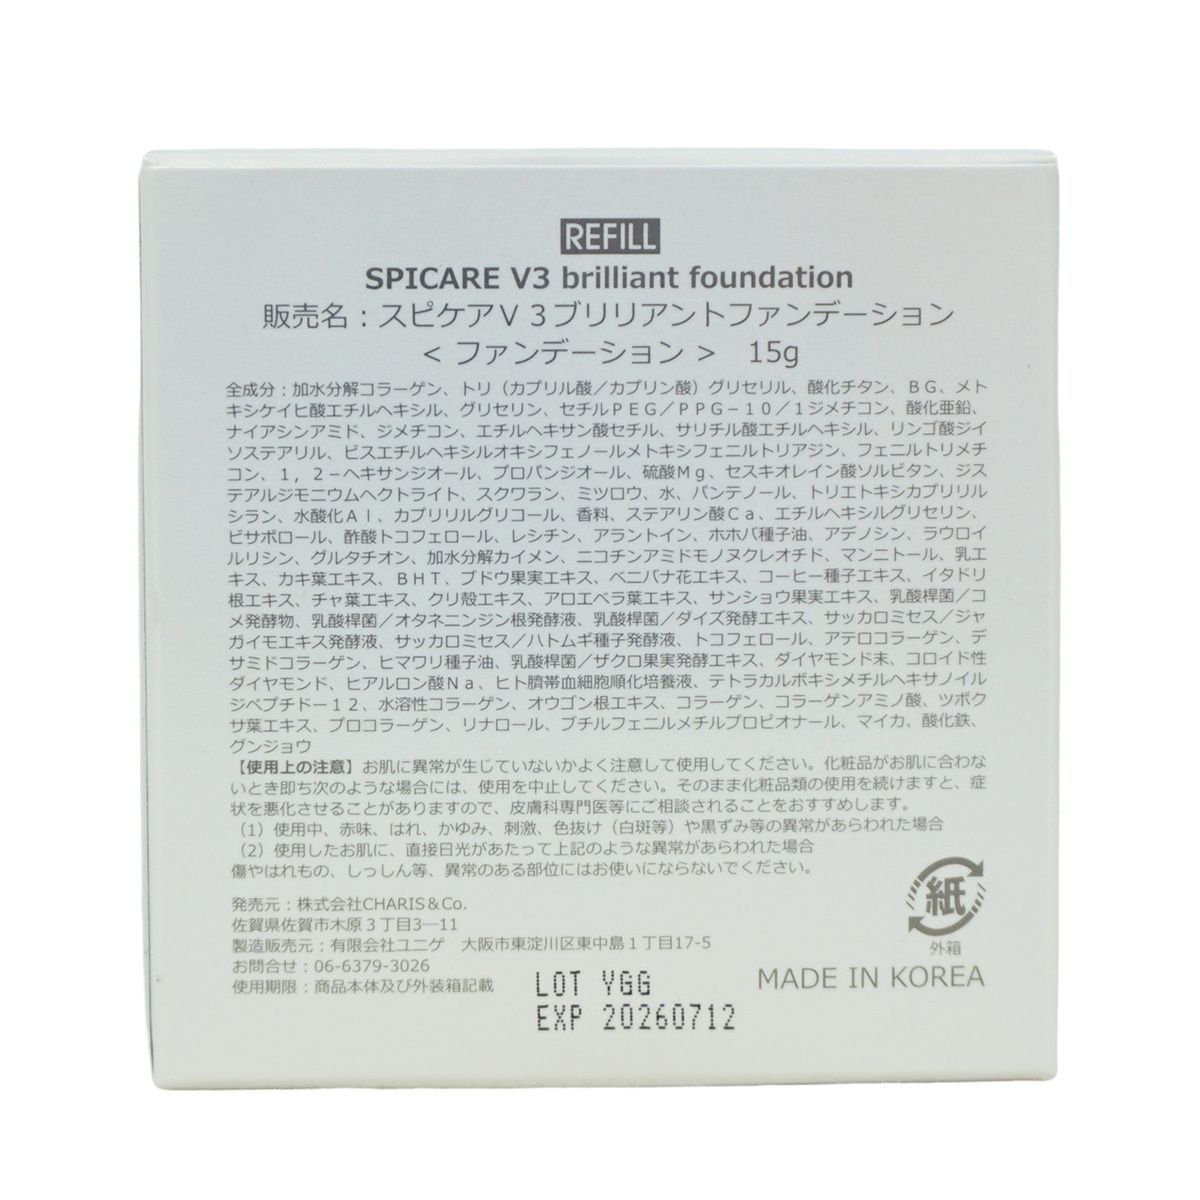 REFILL
SPICARE V3 brilliant foundation
販売名：スピケアＶ３ブリリアントファンデーション
＜ファンデーション＞　15g
全成分：加水分解コラーゲン、トリ（カプリル酸／カプリン酸）グリセリル、酸化チタン、ＢＧ、メト
キシケイヒ酸エチルヘキシル、グリセリン、セチルＰＥＧ／ＰＰＧ－１０／１ジメチコン、酸化亜鉛、
ナイアシンアミド、ジメチコン、エチルヘキサン酸セチル、サリチル酸エチルヘキシル、リンゴ酸ジイ
ソステアリル、ビスエチルヘキシルオキシフェノールメトキシフェニルトリアジン、フェニルトリメチ
コン、１，２－ヘキサンジオール、プロパンジオール、硫酸Ｍｇ、セスキオレイン酸ソルビタン、ジス
テアルジモニウムヘクトライト、スクワラン、ミツロウ、水、パンテノール、トリエトキシカプリリル
シラン、水酸化Ａｌ、カプリリルグリコール、香料、ステアリン酸Ｃａ、エチルヘキシルグリセリン、
ビサボロール、酢酸トコフェロール、レシチン、アラントイン、ホホバ種子油、アデノシン、ラウロイ
ルリシン、グルタチオン、加水分解カイメン、ニコチンアミドモノヌクレオチド、マンニトール、乳エ
キス、カキ葉エキス、ＢＨＴ、ブドウ果実エキス、ベニバナ花エキス、コーヒー種子エキス、イタドリ
根エキス、チャ葉エキス、クリ殻エキス、アロエベラ葉エキス、サンショウ果実エキス、乳酸桿菌／コ
メ発酵物、乳酸桿菌／オタネニンジン根発酵液、乳酸桿菌／ダイズ発酵エキス、サッカロミセス／ジャ
ガイモエキス発酵液、サッカロミセス／ハトムギ種子発酵液、トコフェロール、アテロコラーゲン、デ
サミドコラーゲン、ヒマワリ種子油、乳酸桿菌／ザクロ果実発酵エキス、ダイヤモンド末、コロイド性
ダイヤモンド、ヒアルロン酸Ｎａ、ヒト臍帯血細胞順化培養液、テトラカルボキシメチルヘキサノイル
ジペプチド－１２、水溶性コラーゲン、オウゴン根エキス、コラーゲン、コラーゲンアミノ酸、ツボク
サ葉エキス、プロコラーゲン、リナロール、ブチルフェニルメチルプロピオナール、マイカ、酸化鉄、
グンジョウ
【使用上の注意】お肌に異常が生じていないかよく注意して使用してください。化粧品がお肌に合わな
いとき即ち次のような場合には、使用を中止してください。そのまま化粧品類の使用を続けますと、症
状を悪化させることがありますので、皮膚科専門医等にご相談されることをおすすめします。
（1）使用中、赤味、はれ、かゆみ、刺激、色抜け（白斑等）や黒ずみ等の異常があらわれた場合
（2）使用したお肌に、直接日光があたって上記のような異常があらわれた場合
傷やはれもの、しっしん等、異常のある部位にはお使いにならないでください。
発売元：株式会社CHARIS＆Co.
佐賀県佐賀市木原３丁目3―11
製造販売元：有限会社ユニゲ　大阪市東淀川区東中島１丁目17-5
お問合せ：06-6379-3026
使用期限：商品本体及び外装箱記載
紙
外箱
MADE IN KOREA
LOT YGG
EXP 20260712